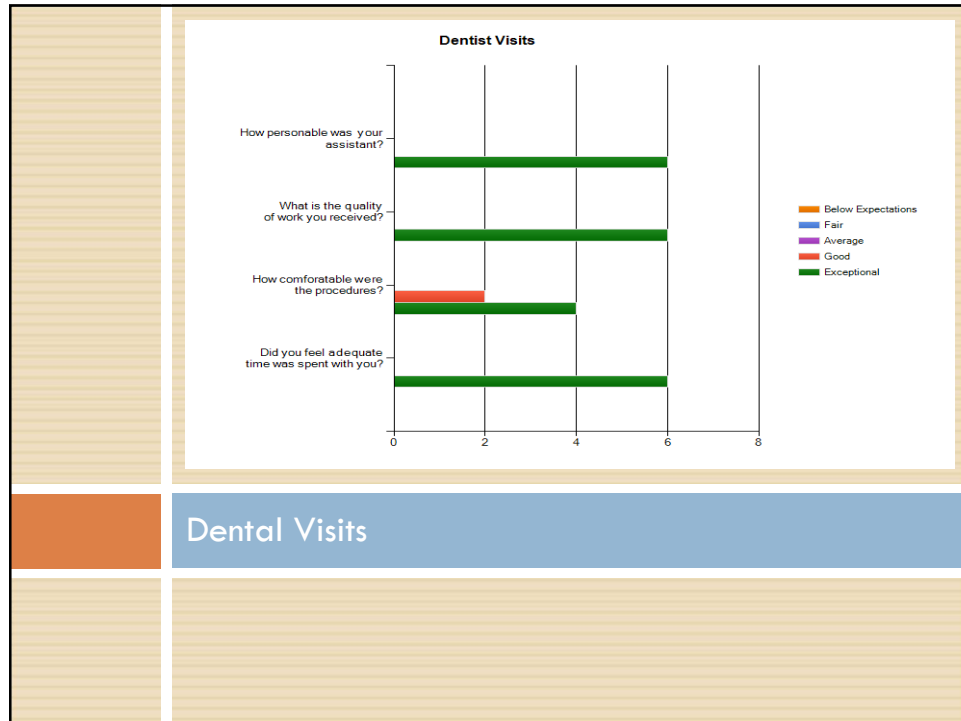 Dentist Visits
How personable was your
assistant?
What is the quality
of work you received?
How comforatable were
the procedures?
Did you feel adequate
time was spent with you?
0 2 4 6 8
Below Expectations
Fair
Average
Good
Exceptional
Dental Visits